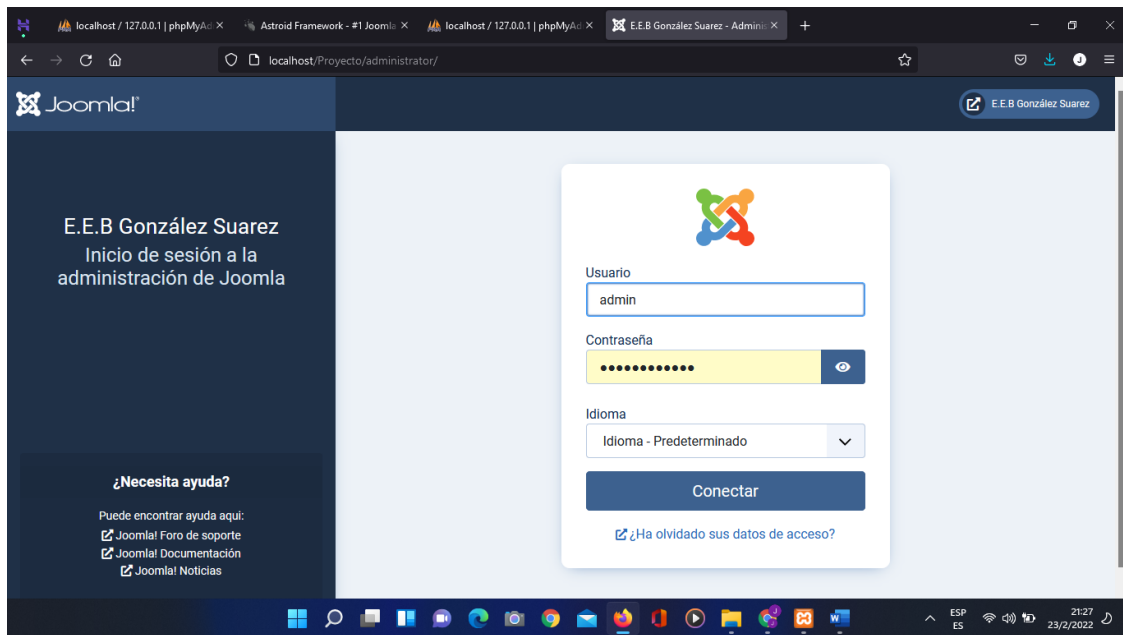 localhost / 127.0.0.1 | phpMyAd
Astroid Framework - #1 Joomla
localhost / 127.0.0.1 | phpMyAd
E.E.B González Suarez - Adminis
localhost/Proyecto/administrator/
Joomla!
E.E.B González Suarez
E.E.B González Suarez
Inicio de sesión a la
administración de Joomla
Usuario
admin
Contraseña
Idioma
Idioma - Predeterminado
Conectar
¿Ha olvidado sus datos de acceso?
¿Necesita ayuda?
Puede encontrar ayuda aqui:
Joomla! Foro de soporte
Joomla! Documentación
Joomla! Noticias
ESP
ES
21:27
23/2/2022